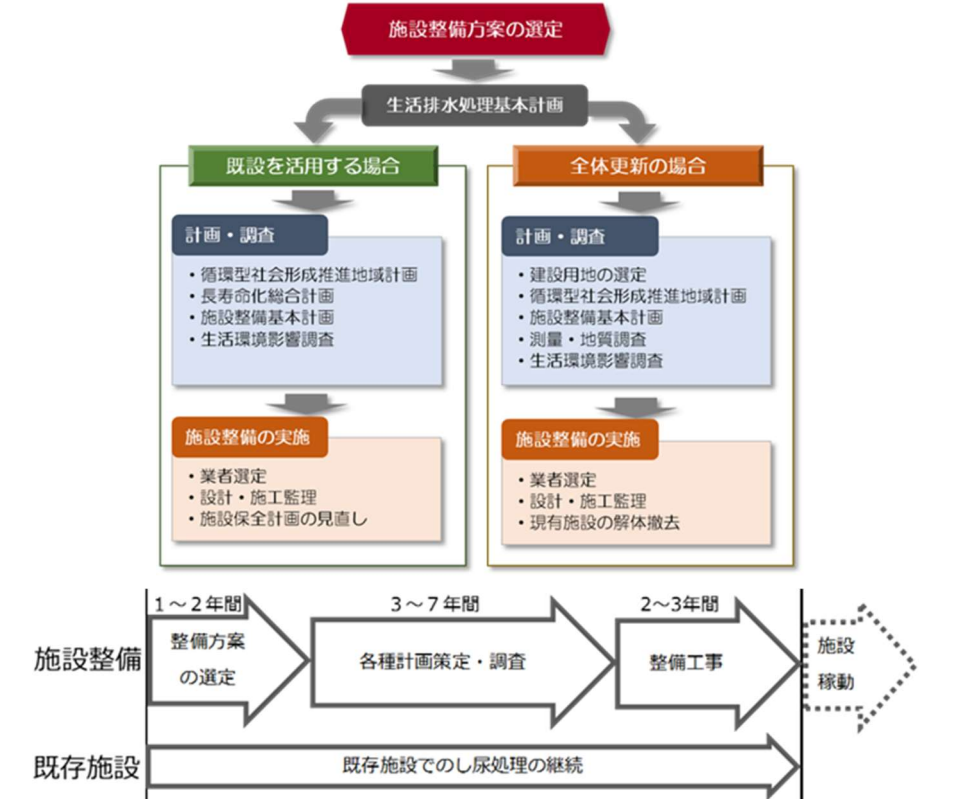 施設整備方案の選定
生活排水処理基本計画
既設を活用する場合
計画・調査
・循環型社会形成推進地域計画
・長寿命化総合計画
・施設整備基本計画
・生活環境影響調査
施設整備の実施
・業者選定
・設計・施工監理
・施設保全計画の見直し
全体更新の場合
計画・調査
・建設用地の選定
・循環型社会形成推進地域計画
・施設整備基本計画
・測量・地質調査
・生活環境影響調査
施設整備の実施
・業者選定
・設計・施工監理
・現有施設の解体撤去
施設整備
1～2年間
整備方案
の選定
3～7年間
各種計画策定・調査
2～3年間
整備工事
施設
稼動
既存施設
既存施設でのし尿処理の継続